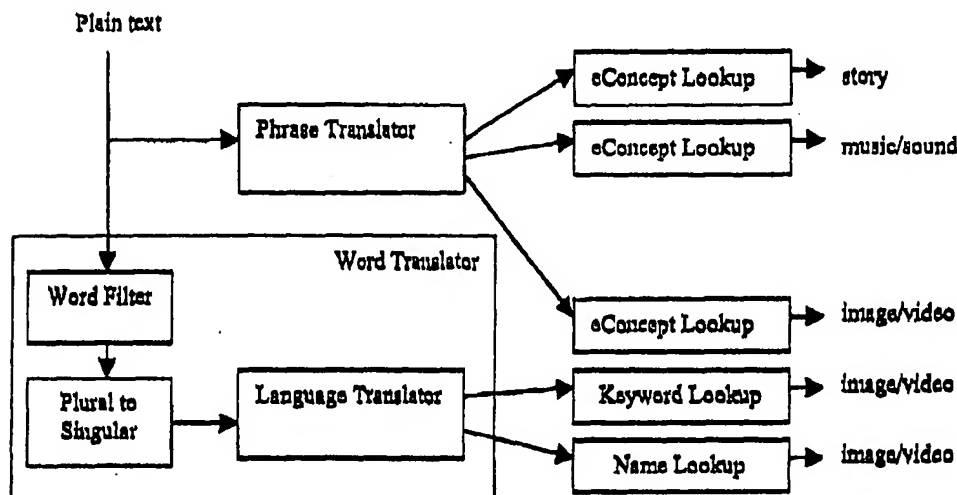 Plain text
eConcept Lookup
story
Phrase Translator
eConcept Lookup
music/sound
Word Translator
Word Filter
eConcept Lookup
image/video
Plural to
Singular
Language Translator
Keyword Lookup
image/video
Name Lookup
image/video